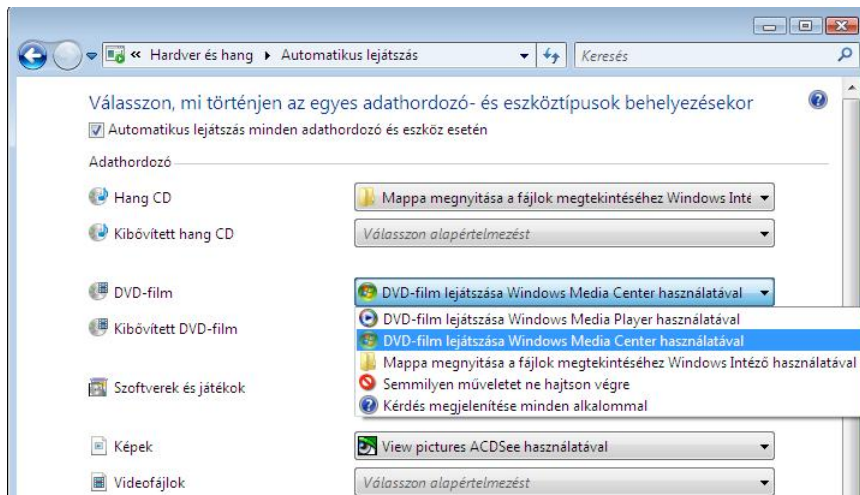 « Hardver és hang ▸ Automatikus lejátszás Keresés
Válasszon, mi történjen az egyes adathordozó- és eszköztípusok behelyezésekor
Automatikus lejátszás minden adathordozó és eszköz esetén
Adathordozó
Hang CD Mappa megnyitása a fájlok megtekintéséhez Windows Inté
Kibővített hang CD Válasszon alapértelmezést
DVD-film DVD-film lejátszása Windows Media Center használatával
DVD-film lejátszása Windows Media Player használatával
Kibővített DVD-film DVD-film lejátszása Windows Media Center használatával
Mappa megnyitása a fájlok megtekintéséhez Windows Intéző használatával
Szoftverek és játékok Semmilyen műveletet ne hajtson végre
Kérdés megjelenítése minden alkalommal
Képek View pictures ACDSee használatával
Videofájlok Válasszon alapértelmezést